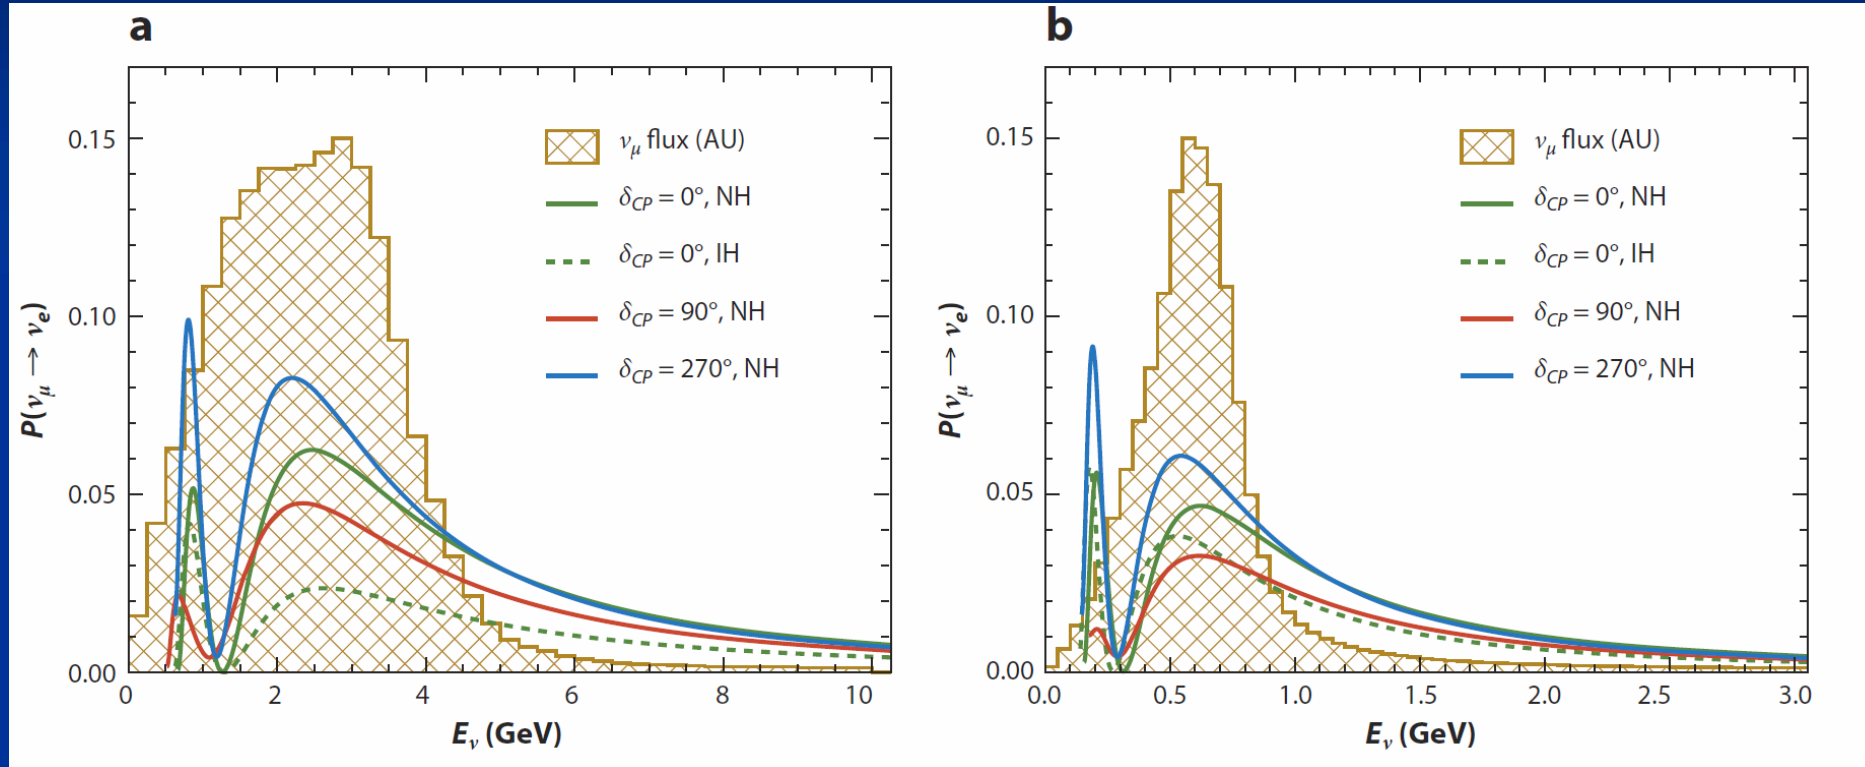 a
0.15
0.10
0.05
0.00
P(νμ → νe)
νμ flux (AU)
δCP = 0°, NH
δCP = 0°, IH
δCP = 90°, NH
δCP = 270°, NH
0 2 4 6 8 10
Eν (GeV)
b
0.15
0.10
0.05
0.00
P(νμ → νe)
νμ flux (AU)
δCP = 0°, NH
δCP = 0°, IH
δCP = 90°, NH
δCP = 270°, NH
0.0 0.5 1.0 1.5 2.0 2.5 3.0
Eν (GeV)